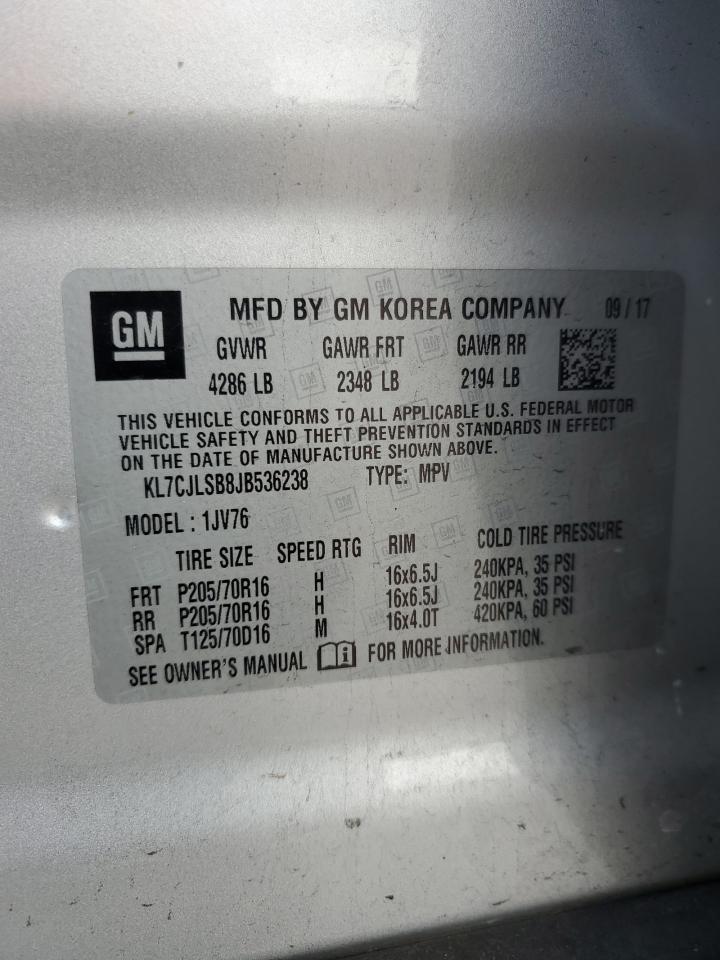 GM MFD BY GM KOREA COMPANY 09 / 17
GVWR GAWR FRT GAWR RR
4286 LB 2348 LB 2194 LB
THIS VEHICLE CONFORMS TO ALL APPLICABLE U.S. FEDERAL MOTOR
VEHICLE SAFETY AND THEFT PREVENTION STANDARDS IN EFFECT
ON THE DATE OF MANUFACTURE SHOWN ABOVE.
KL7CJLSB8JB536238 TYPE: MPV
MODEL : 1JV76
TIRE SIZE SPEED RTG RIM COLD TIRE PRESSURE
FRT P205/70R16 H 16x6.5J 240KPA, 35 PSI
RR P205/70R16 H 16x6.5J 240KPA, 35 PSI
SPA T125/70D16 M 16x4.0T 420KPA, 60 PSI
SEE OWNER'S MANUAL FOR MORE INFORMATION.